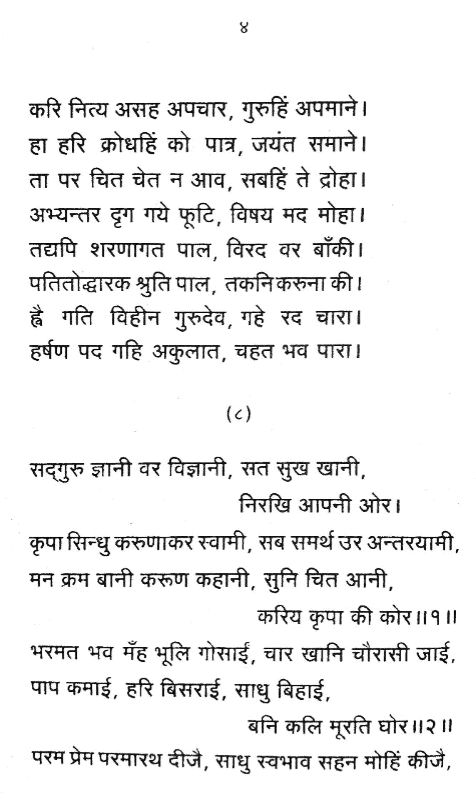 ४
करि नित्य असह अपचार, गुरुहिं अपमाने।
हा हरि क्रोधहिं को पात्र, जयंत समाने।
ता पर चित चेत न आव, सबहिं ते द्रोहा।
अभ्यन्तर दृग गये फूटि, विषय मद मोहा।
तद्यपि शरणागत पाल, विरद वर बाँकी।
पतितोद्धारक श्रुति पाल, तकनि करुना की।
ह्वै गति विहीन गुरुदेव, गहे रद चारा।
हर्षण पद गहि अकुलात, चहत भव पारा।
(८)
सद्गुरु ज्ञानी वर विज्ञानी, सत सुख खानी,
निरखि आपनी ओर।
कृपा सिन्धु करुणाकर स्वामी, सब समर्थ उर अन्तरयामी,
मन क्रम बानी करूण कहानी, सुनि चित आनी,
करिय कृपा की कोर॥१॥
भरमत भव मँह भूलि गोसाईं, चार खानि चौरासी जाई,
पाप कमाई, हरि बिसराई, साधु बिहाई,
बनि कलि मूरति घोर॥२॥
परम प्रेम परमारथ दीजै, साधु स्वभाव सहन मोहिं कीजै,